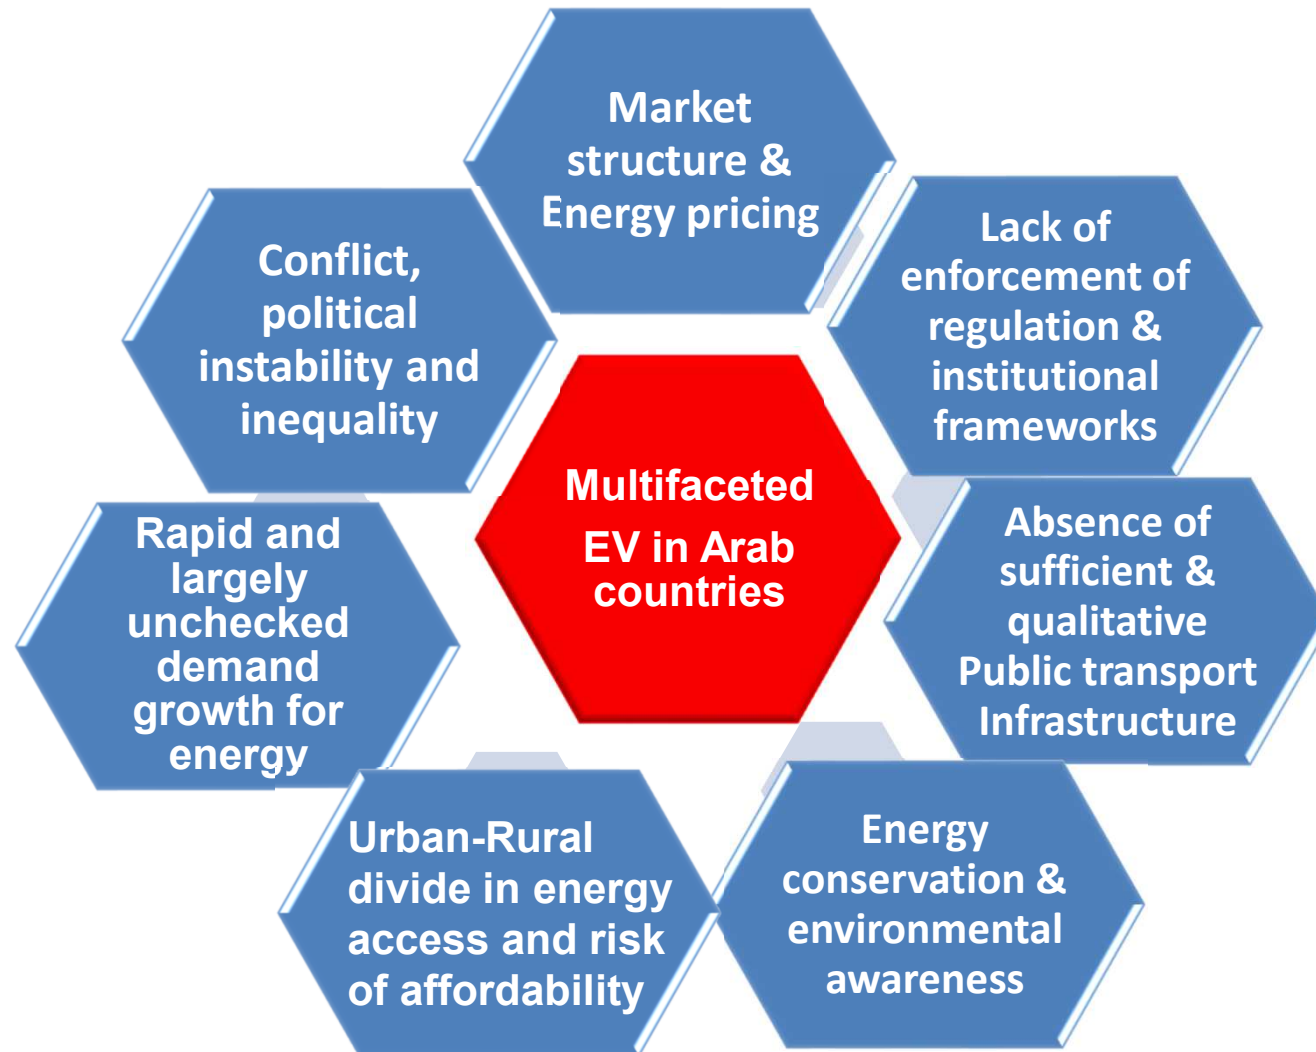 Market
structure &
Energy pricing
Lack of
enforcement of
regulation &
institutional
frameworks
Absence of
sufficient &
qualitative
Public transport
Infrastructure
Energy
conservation &
environmental
awareness
Urban-Rural
divide in energy
access and risk
of affordability
Rapid and
largely
unchecked
demand
growth for
energy
Conflict,
political
instability and
inequality
Multifaceted
EV in Arab
countries